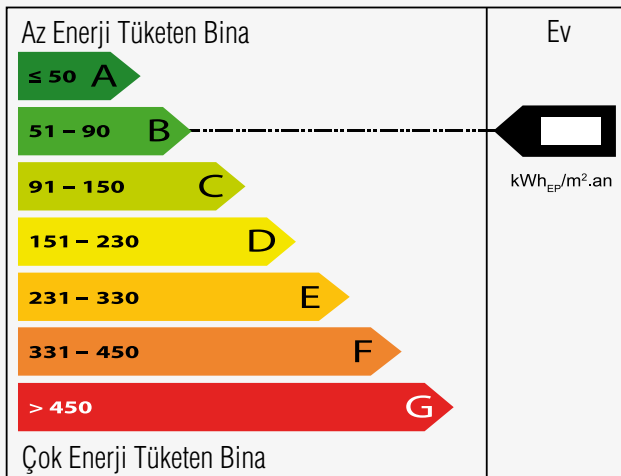 Az Enerji Tüketen Bina
Ev
≤ 50 A
51 – 90 B
kWhEP/m².an
91 – 150 C
151 – 230 D
231 – 330 E
331 – 450 F
> 450 G
Çok Enerji Tüketen Bina